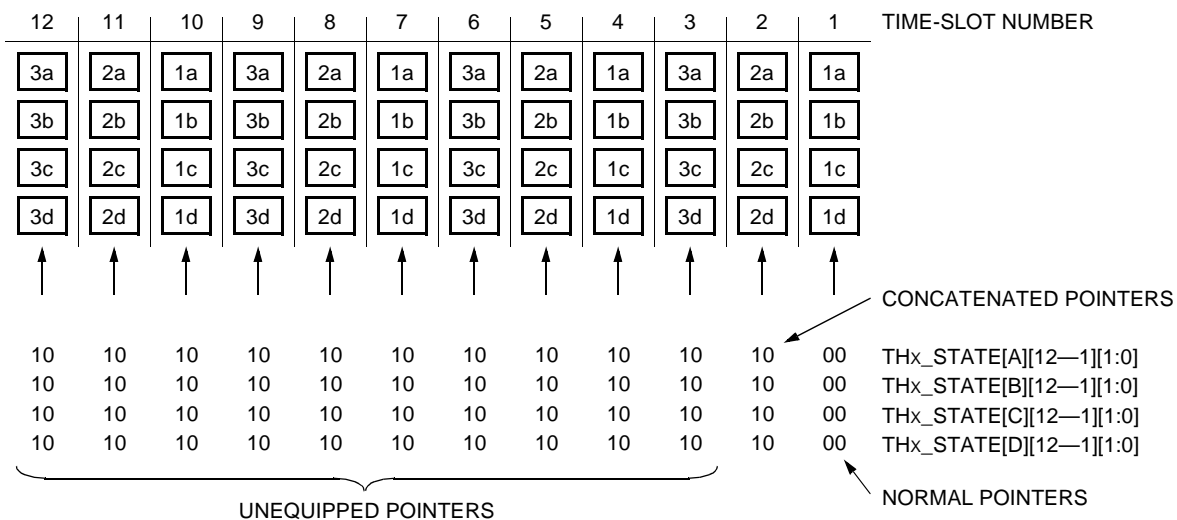 12 11 10 9 8 7 6 5 4 3 2 1 TIME-SLOT NUMBER
3a 2a 1a 3a 2a 1a 3a 2a 1a 3a 2a 1a
3b 2b 1b 3b 2b 1b 3b 2b 1b 3b 2b 1b
3c 2c 1c 3c 2c 1c 3c 2c 1c 3c 2c 1c
3d 2d 1d 3d 2d 1d 3d 2d 1d 3d 2d 1d
CONCATENATED POINTERS
10 10 10 10 10 10 10 10 10 10 10 00 THX_STATE[A][12—1][1:0]
10 10 10 10 10 10 10 10 10 10 10 00 THX_STATE[B][12—1][1:0]
10 10 10 10 10 10 10 10 10 10 10 00 THX_STATE[C][12—1][1:0]
10 10 10 10 10 10 10 10 10 10 10 00 THX_STATE[D][12—1][1:0]
NORMAL POINTERS
UNEQUIPPED POINTERS